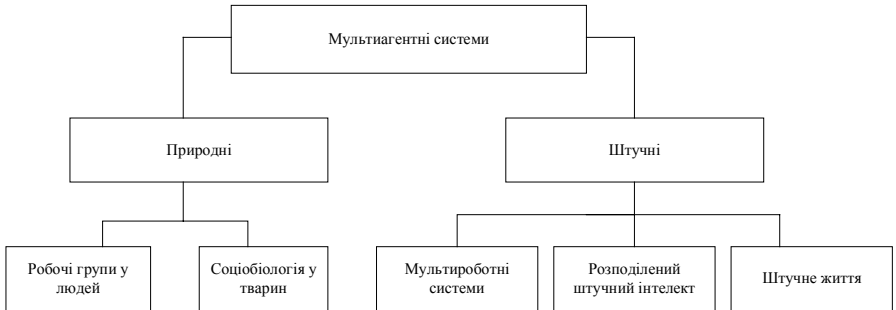 Мультиагентні системи
Природні
Штучні
Робочі групи у
людей
Соціобіологія у
тварин
Мультироботні
системи
Розподілений
штучний інтелект
Штучне життя